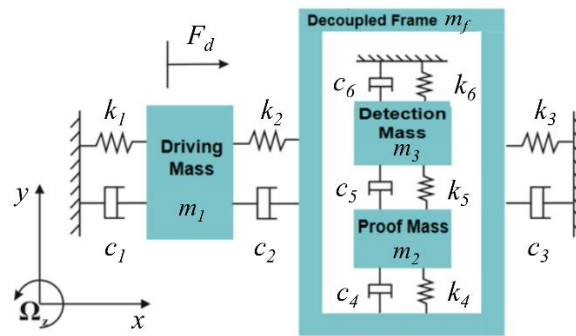 Decoupled Frame m_f
F_d
k_1
k_2
k_3
c_6
k_6
Driving
Mass
m_1
Detection
Mass
m_3
y
c_5
k_5
Proof Mass
m_2
c_1
c_2
c_3
c_4
k_4
Ω_z
x